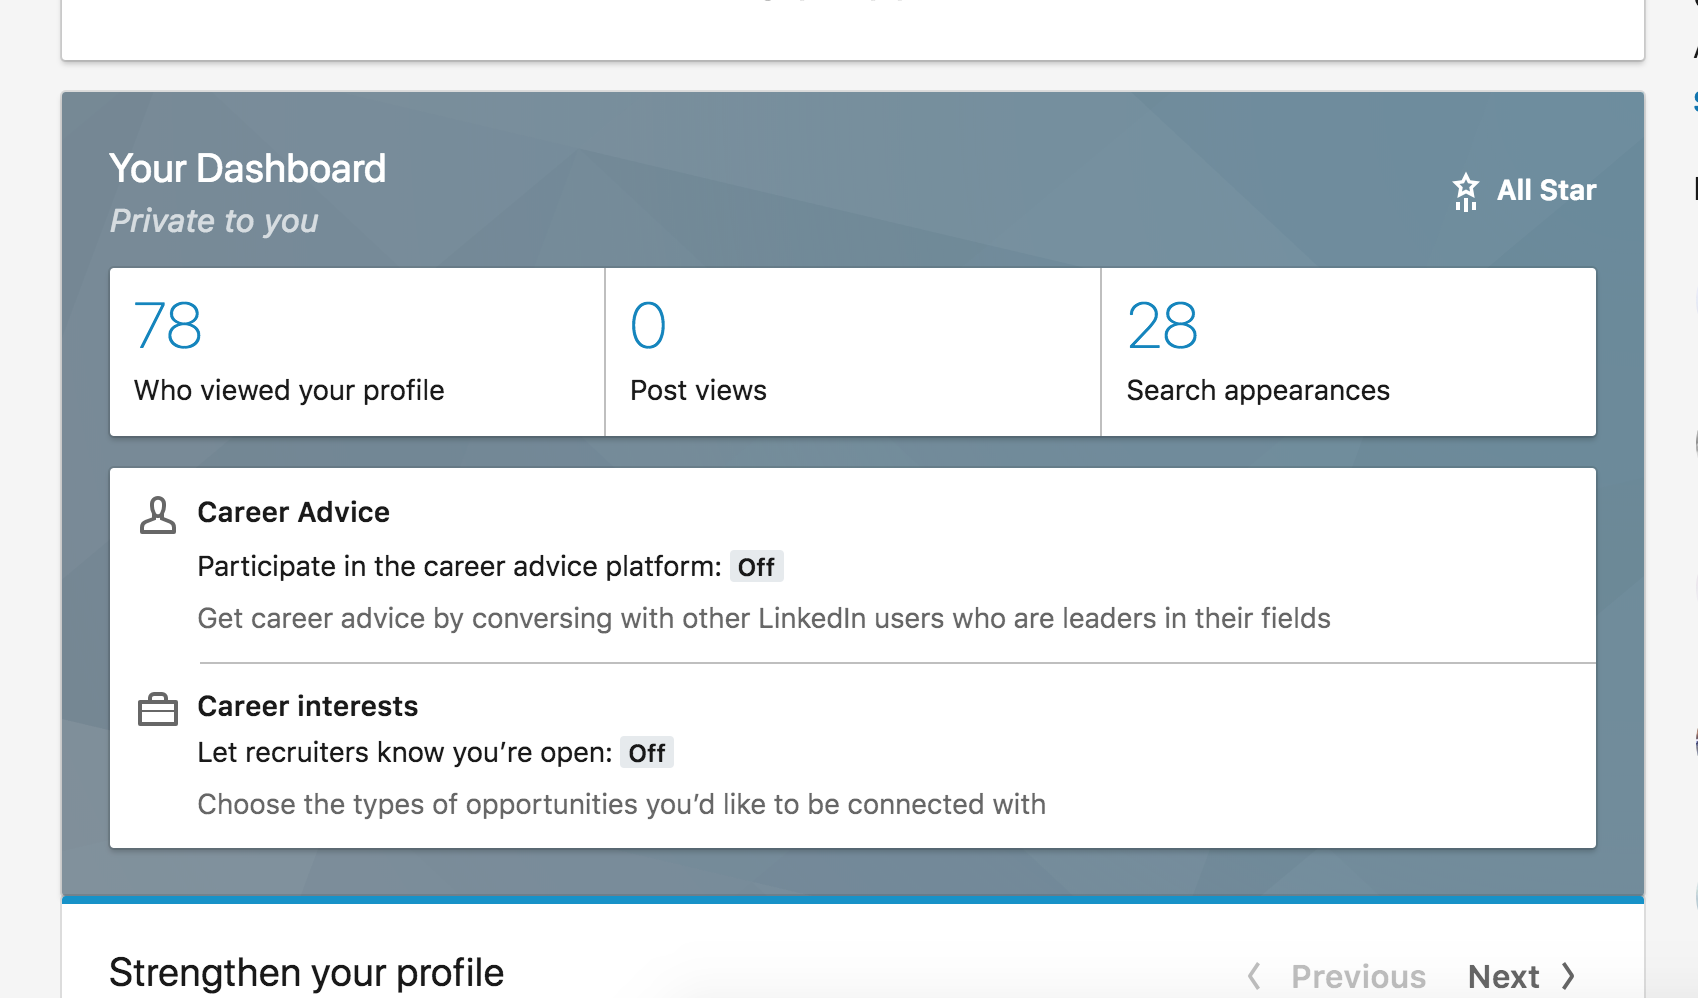 Your Dashboard
Private to you
All Star
78
Who viewed your profile
0
Post views
28
Search appearances
Career Advice
Participate in the career advice platform: Off
Get career advice by conversing with other LinkedIn users who are leaders in their fields
Career interests
Let recruiters know you’re open: Off
Choose the types of opportunities you’d like to be connected with
Strengthen your profile
Previous
Next